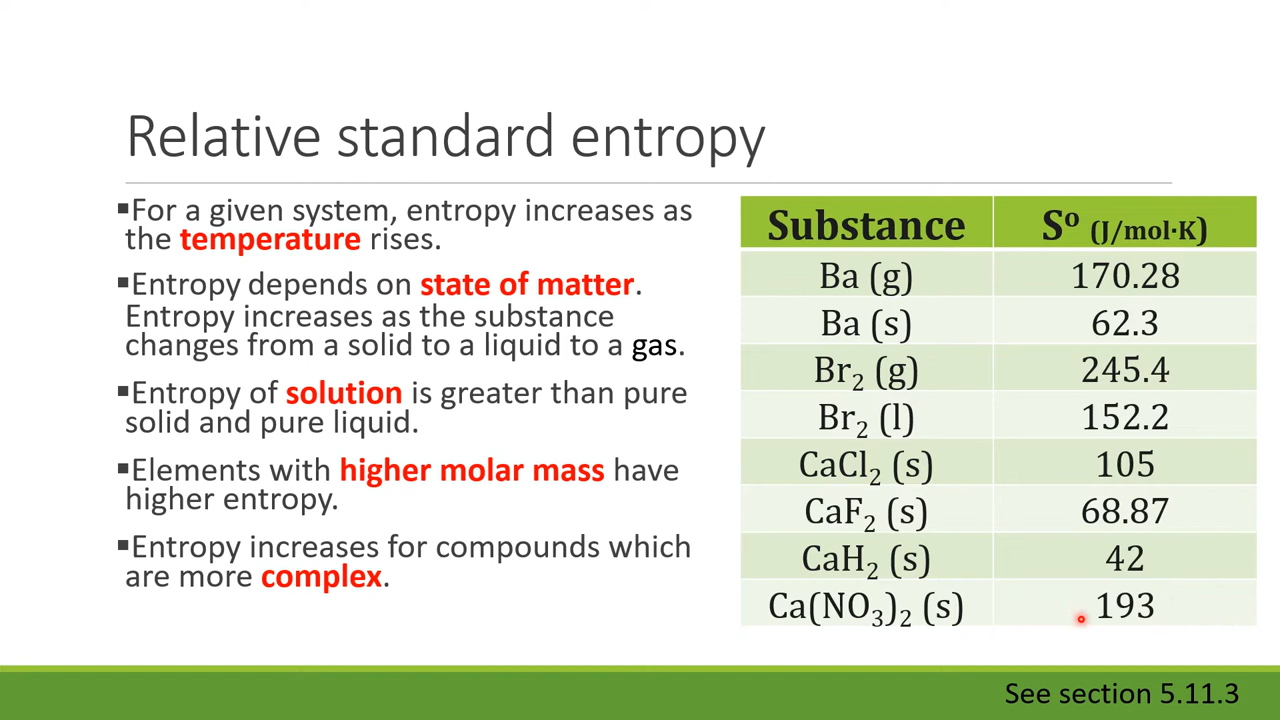 Relative standard entropy
▪For a given system, entropy increases as
the temperature rises.
▪Entropy depends on state of matter.
Entropy increases as the substance
changes from a solid to a liquid to a gas.
▪Entropy of solution is greater than pure
solid and pure liquid.
▪Elements with higher molar mass have
higher entropy.
▪Entropy increases for compounds which
are more complex.
Substance S⁰ (J/mol·K)
Ba (g) 170.28
Ba (s) 62.3
Br₂ (g) 245.4
Br₂ (l) 152.2
CaCl₂ (s) 105
CaF₂ (s) 68.87
CaH₂ (s) 42
Ca(NO₃)₂ (s) 193
See section 5.11.3